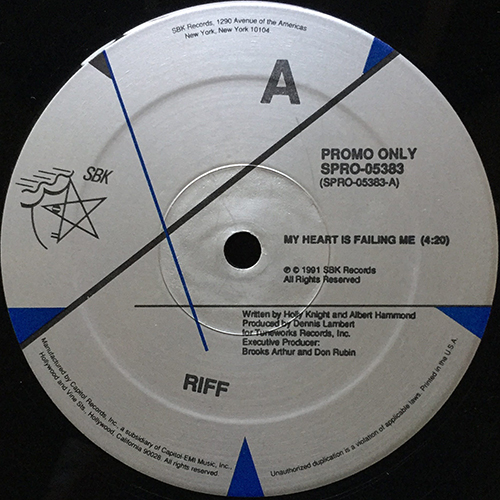 SBK Records, 1290 Avenue of the Americas
New York, New York 10104
A
SBK
PROMO ONLY
SPRO-05383
(SPRO-05383-A)
MY HEART IS FAILING ME (4:20)
℗ © 1991 SBK Records
All Rights Reserved
Written by Holly Knight and Albert Hammond
Produced by Dennis Lambert
for Tuneworks Records, Inc.
Executive Producer:
Brooks Arthur and Don Rubin
RIFF
Manufactured by Capitol Records, Inc., a subsidiary of Capitol-EMI Music, Inc.,
Hollywood and Vine Sts., Hollywood,
California 90028. All rights reserved.
Unauthorized duplication is a violation of applicable laws. Printed in the U.S.A.